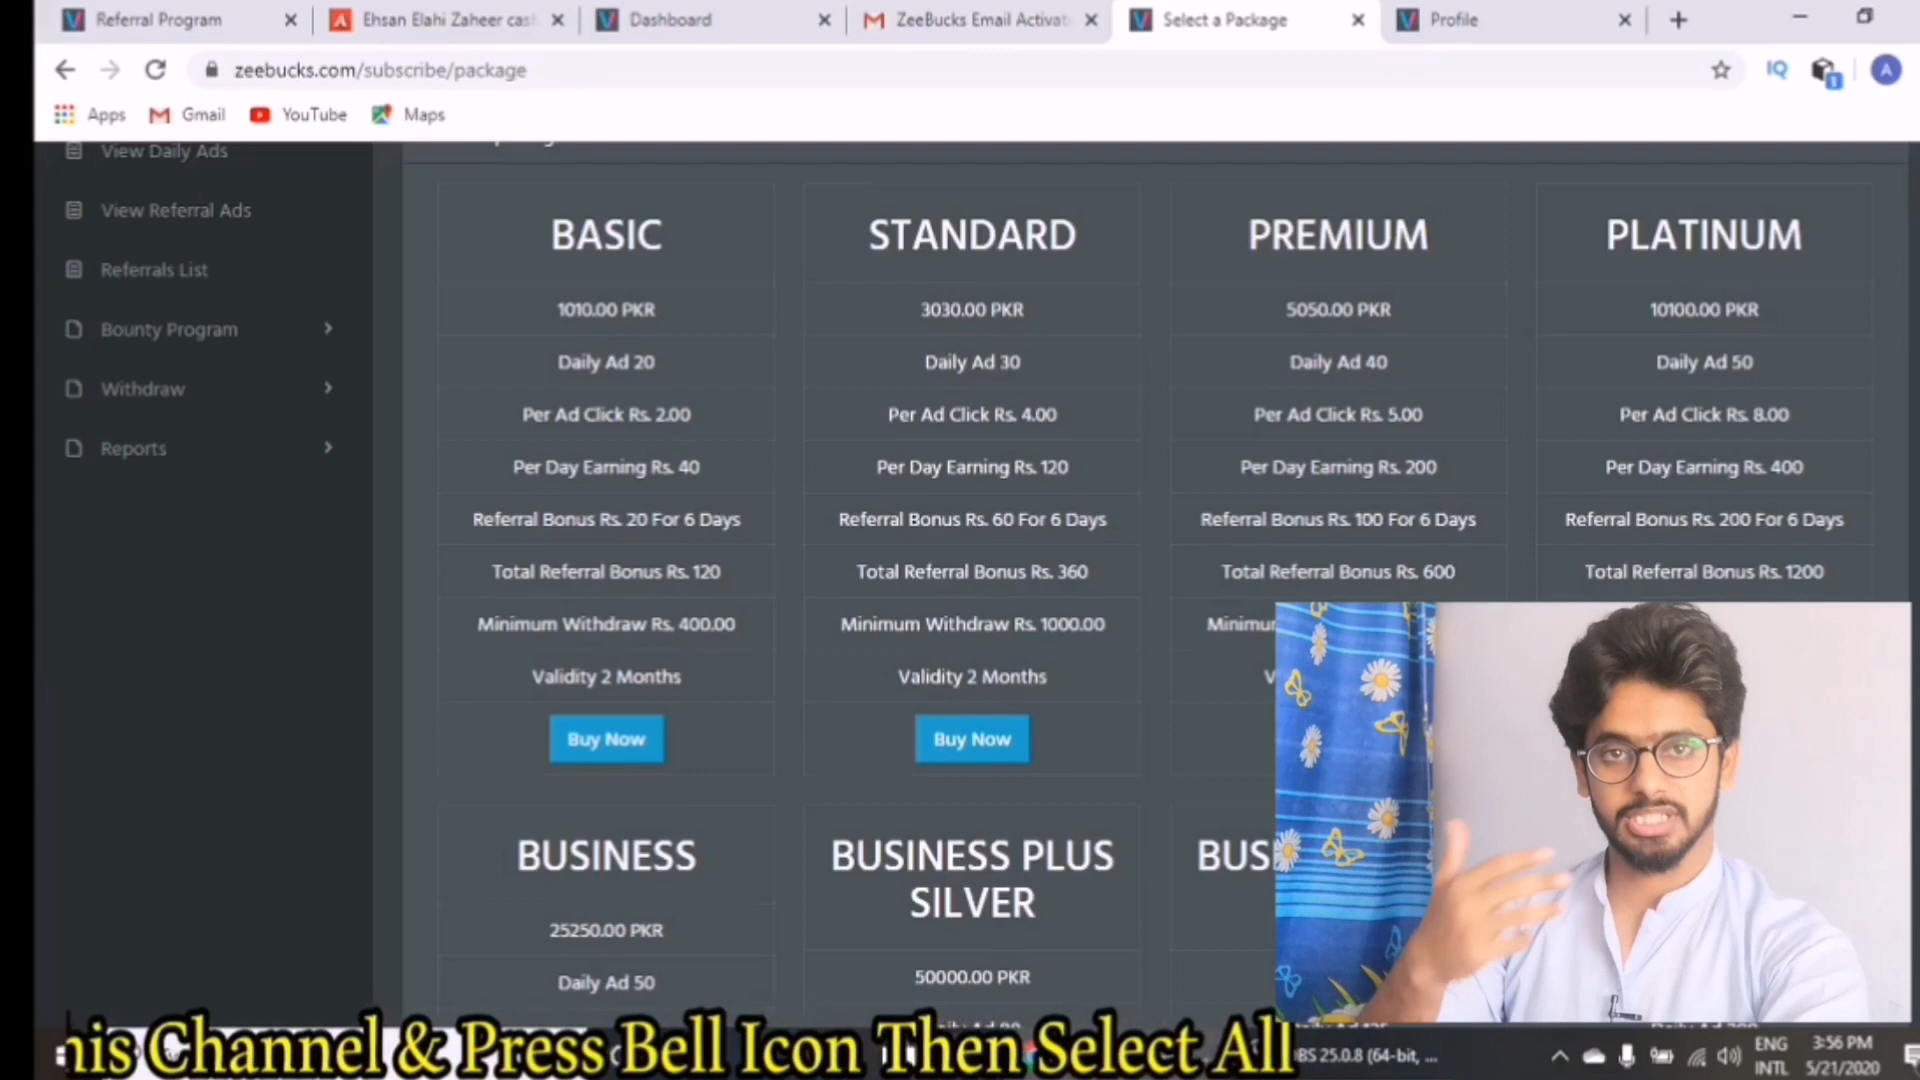 Referral Program
Ehsan Elahi Zaheer cas
Dashboard
ZeeBucks Email Activat
Select a Package
Profile
zeebucks.com/subscribe/package
IQ
A
Apps
Gmail
YouTube
Maps
View Daily Ads
View Referral Ads
Referrals List
Bounty Program
Withdraw
Reports
BASIC
1010.00 PKR
Daily Ad 20
Per Ad Click Rs. 2.00
Per Day Earning Rs. 40
Referral Bonus Rs. 20 For 6 Days
Total Referral Bonus Rs. 120
Minimum Withdraw Rs. 400.00
Validity 2 Months
Buy Now
STANDARD
3030.00 PKR
Daily Ad 30
Per Ad Click Rs. 4.00
Per Day Earning Rs. 120
Referral Bonus Rs. 60 For 6 Days
Total Referral Bonus Rs. 360
Minimum Withdraw Rs. 1000.00
Validity 2 Months
Buy Now
PREMIUM
5050.00 PKR
Daily Ad 40
Per Ad Click Rs. 5.00
Per Day Earning Rs. 200
Referral Bonus Rs. 100 For 6 Days
Total Referral Bonus Rs. 600
Minimu
V
PLATINUM
10100.00 PKR
Daily Ad 50
Per Ad Click Rs. 8.00
Per Day Earning Rs. 400
Referral Bonus Rs. 200 For 6 Days
Total Referral Bonus Rs. 1200
BUSINESS
25250.00 PKR
Daily Ad 50
BUSINESS PLUS
SILVER
50000.00 PKR
BUS
his Channel & Press Bell Icon Then Select All
OBS 25.0.8 (64-bit, ...
ENG
INTL
3:56 PM
5/21/2020